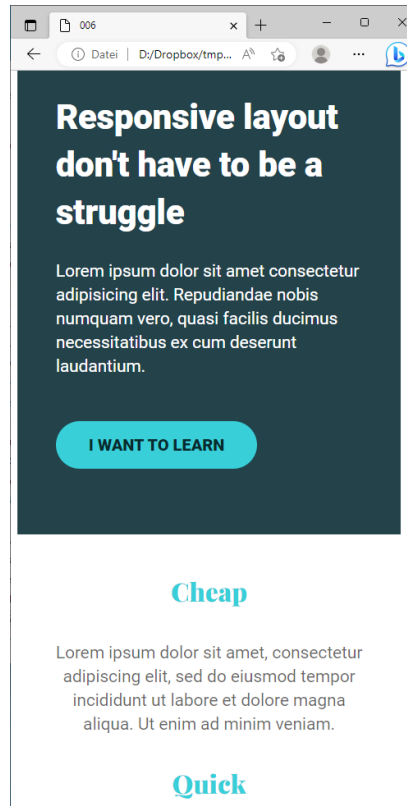 006
Datei
D:/Dropbox/tmp...
Responsive layout
don't have to be a
struggle
Lorem ipsum dolor sit amet consectetur
adipisicing elit. Repudiandae nobis
numquam vero, quasi facilis ducimus
necessitatibus ex cum deserunt
laudantium.
I WANT TO LEARN
Cheap
Lorem ipsum dolor sit amet, consectetur
adipiscing elit, sed do eiusmod tempor
incididunt ut labore et dolore magna
aliqua. Ut enim ad minim veniam.
Quick